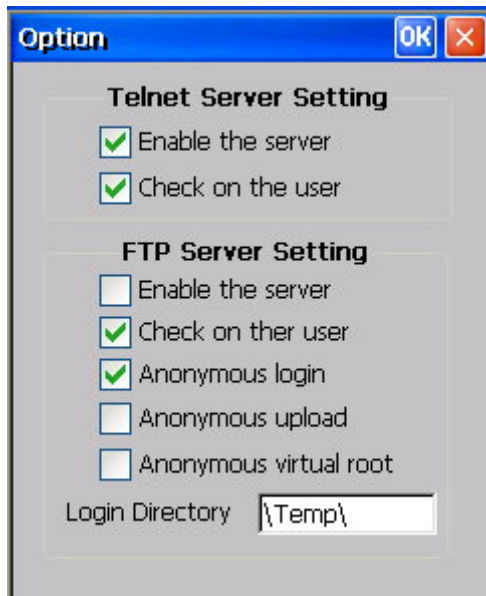 Option OK
Telnet Server Setting
Enable the server
Check on the user
FTP Server Setting
Enable the server
Check on ther user
Anonymous login
Anonymous upload
Anonymous virtual root
Login Directory \Temp\